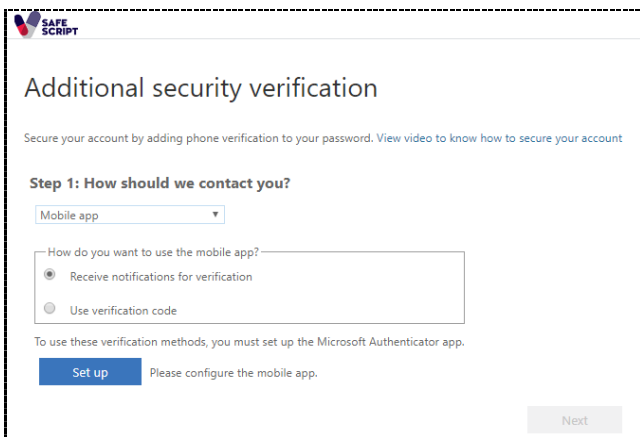 SAFE
SCRIPT
Additional security verification
Secure your account by adding phone verification to your password. View video to know how to secure your account
Step 1: How should we contact you?
Mobile app
How do you want to use the mobile app?
Receive notifications for verification
Use verification code
To use these verification methods, you must set up the Microsoft Authenticator app.
Set up Please configure the mobile app.
Next